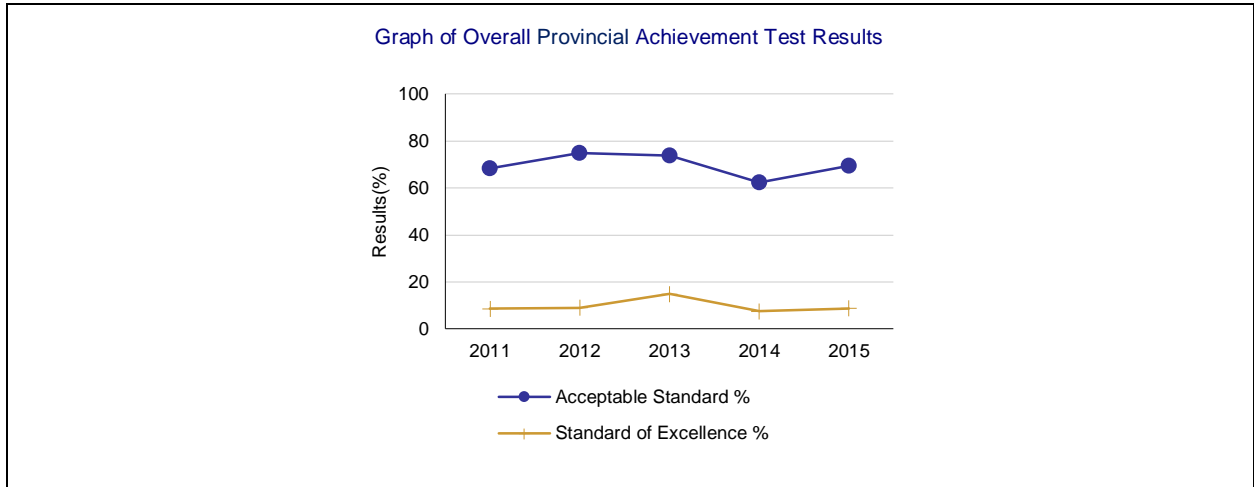 Graph of Overall Provincial Achievement Test Results
100
80
60
40
20
0
Results(%)
2011 2012 2013 2014 2015
Acceptable Standard %
Standard of Excellence %